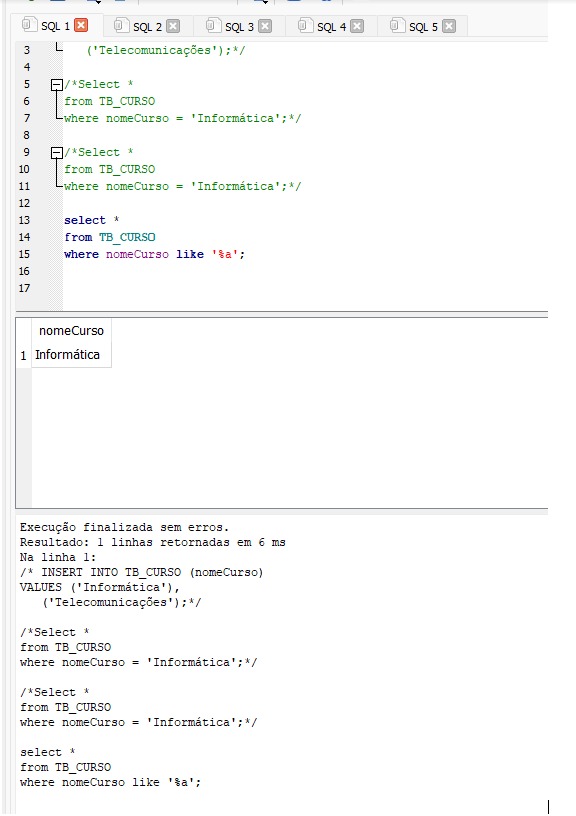 SQL 1 SQL 2 SQL 3 SQL 4 SQL 5
3 ('Telecomunicações');*/
4
5 /*Select *
6 from TB_CURSO
7 where nomeCurso = 'Informática';*/
8
9 /*Select *
10 from TB_CURSO
11 where nomeCurso = 'Informática';*/
12
13 select *
14 from TB_CURSO
15 where nomeCurso like '%a';
16
17
nomeCurso
1 Informática
Execução finalizada sem erros.
Resultado: 1 linhas retornadas em 6 ms
Na linha 1:
/* INSERT INTO TB_CURSO (nomeCurso)
VALUES ('Informática'),
('Telecomunicações');*/
/*Select *
from TB_CURSO
where nomeCurso = 'Informática';*/
/*Select *
from TB_CURSO
where nomeCurso = 'Informática';*/
select *
from TB_CURSO
where nomeCurso like '%a';